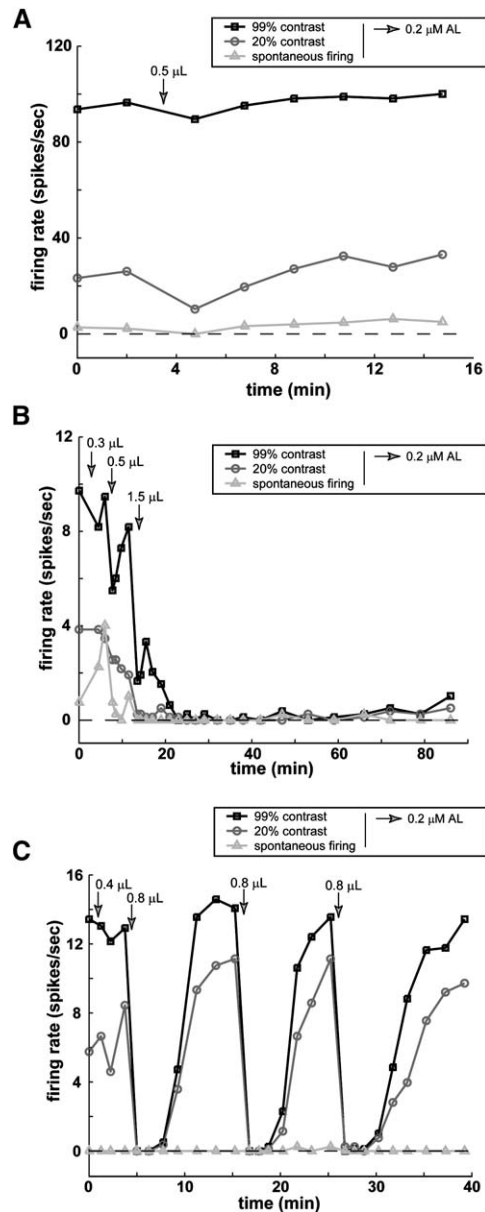 A
99% contrast
20% contrast
spontaneous firing
0.2 µM AL
firing rate (spikes/sec)
120
80
40
0
0.5 µL
0 4 8 12 16
time (min)
B
99% contrast
20% contrast
spontaneous firing
0.2 µM AL
firing rate (spikes/sec)
12
8
4
0
0.3 µL
0.5 µL
1.5 µL
0 20 40 60 80
time (min)
99% contrast
20% contrast
spontaneous firing
0.2 µM AL
C
firing rate (spikes/sec)
16
12
8
4
0
0.4 µL
0.8 µL
0.8 µL
0.8 µL
0 10 20 30 40
time (min)